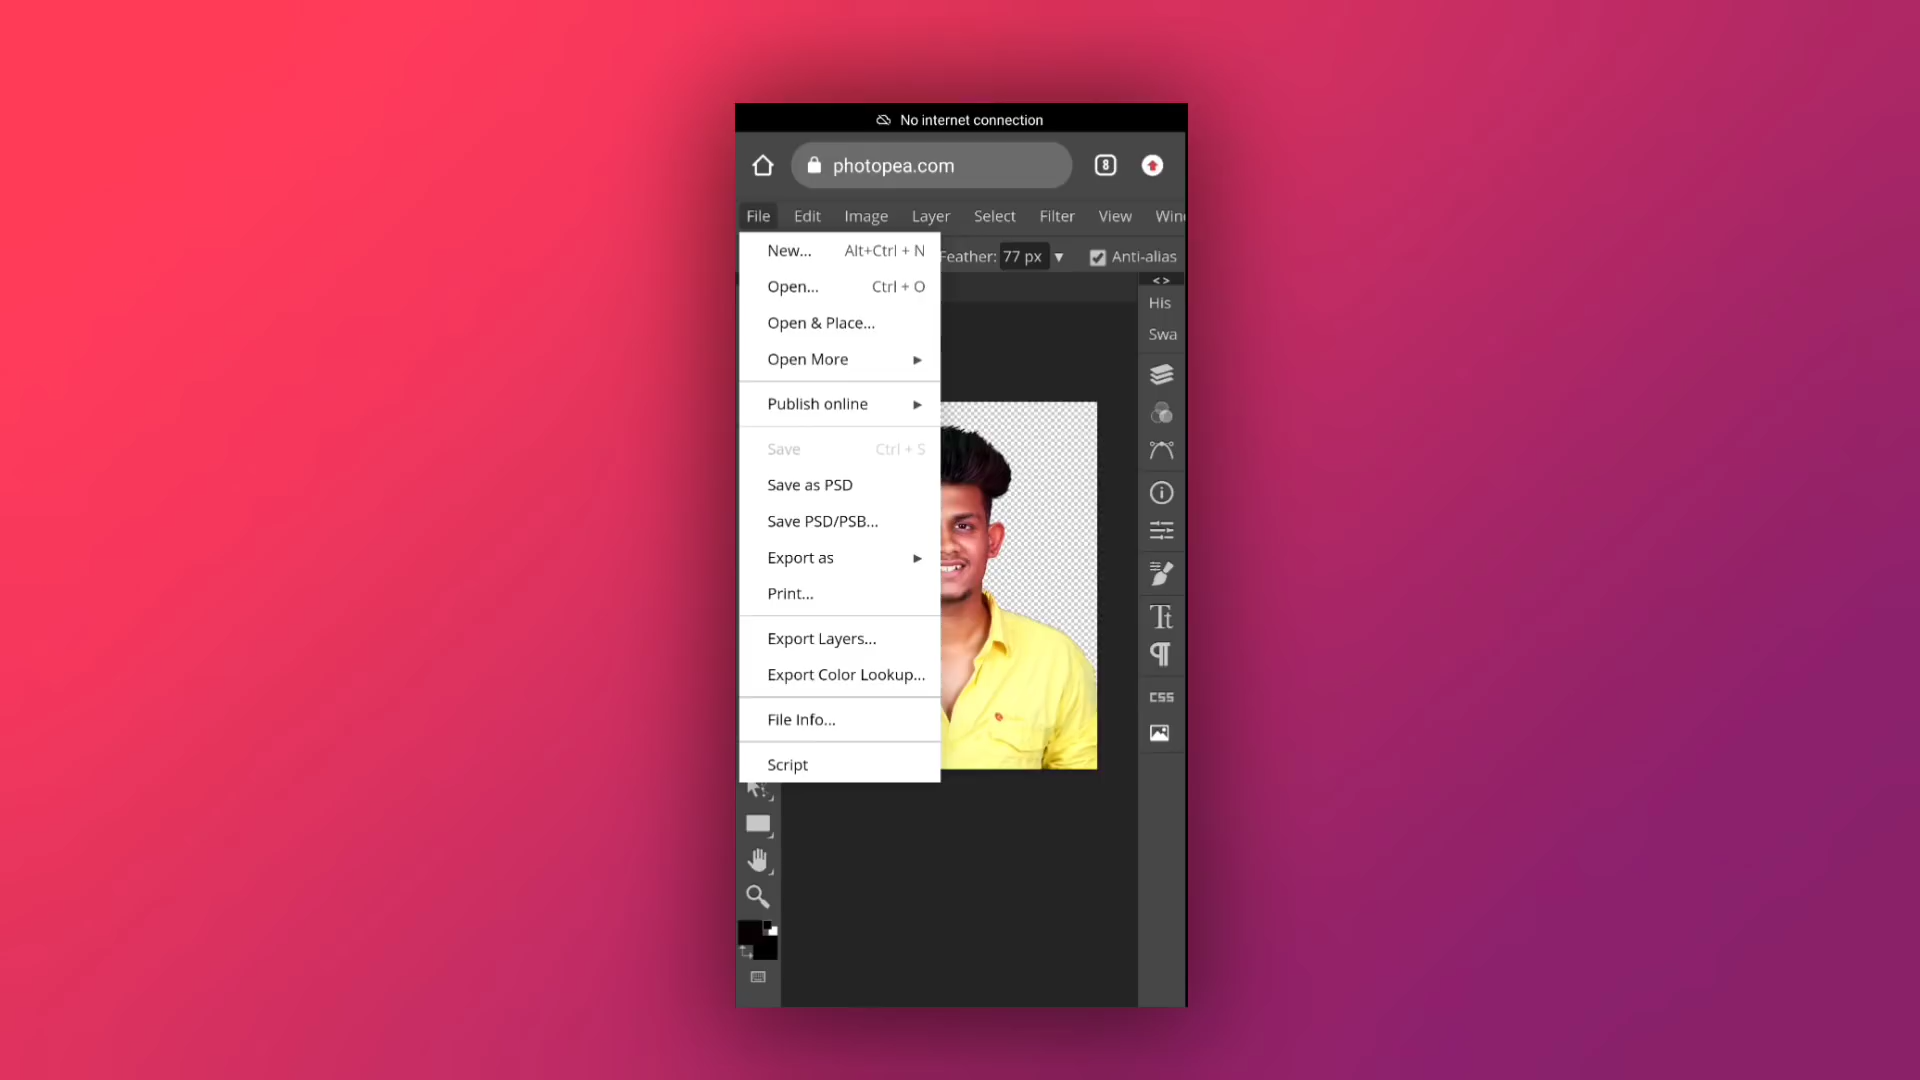 No internet connection
photopea.com 8
File Edit Image Layer Select Filter View Wind
Feather: 77 px Anti-alias
New... Alt+Ctrl + N
Open... Ctrl + O
Open & Place...
Open More
Publish online
Save Ctrl + S
Save as PSD
Save PSD/PSB...
Export as
Print...
Export Layers...
Export Color Lookup...
File Info...
Script
< >
His
Swa
CSS